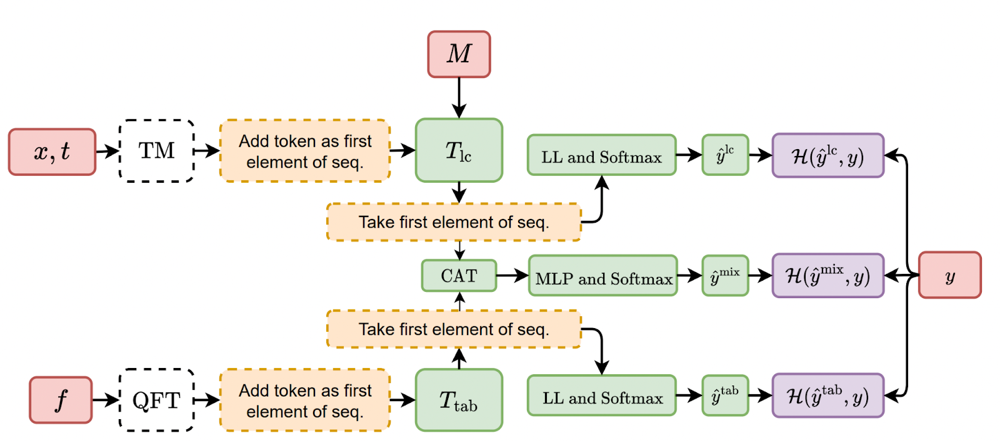 M
x, t
TM
Add token as first
element of seq.
T_lc
LL and Softmax
ŷ^lc
ℋ(ŷ^lc, y)
Take first element of seq.
CAT
MLP and Softmax
ŷ^mix
ℋ(ŷ^mix, y)
y
Take first element of seq.
f
QFT
Add token as first
element of seq.
T_tab
LL and Softmax
ŷ^tab
ℋ(ŷ^tab, y)